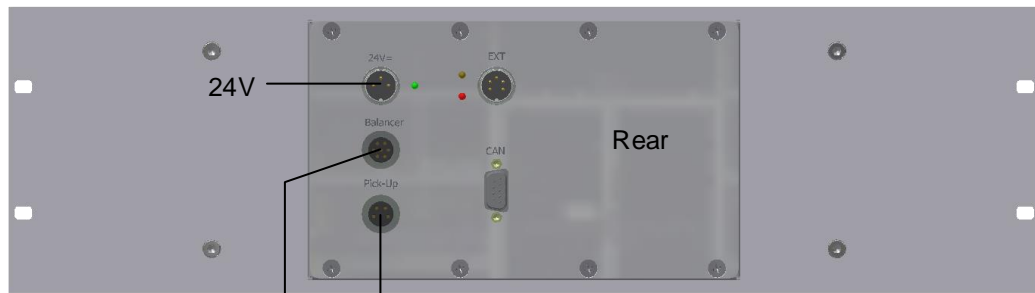 24V=
EXT
24V
Balancer
Rear
CAN
Pick-Up